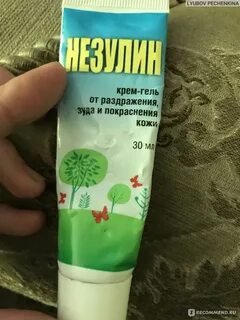 LYUBOV PECHENKINA
НЕЗУЛИН
крем-гель
от раздражения,
зуда и покраснения
кожи
30 мл
IRECOMMEND.RU